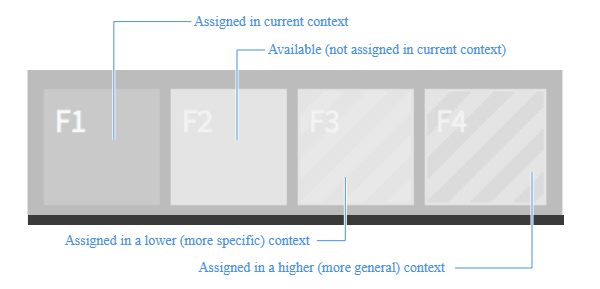 Assigned in current context
Available (not assigned in current context)
F1 F2 F3 F4
Assigned in a lower (more specific) context
Assigned in a higher (more general) context